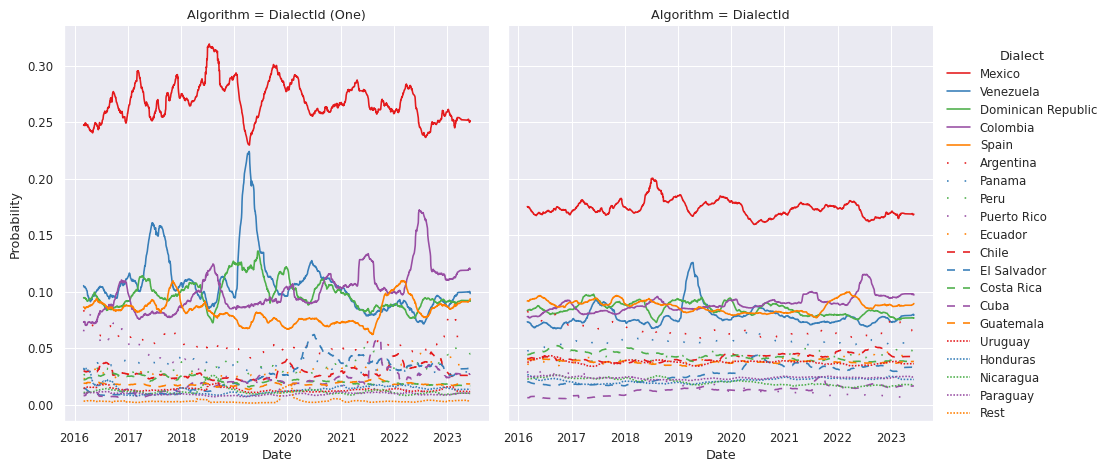 Algorithm = DialectId (One)
Algorithm = DialectId
Probability
0.30
0.25
0.20
0.15
0.10
0.05
0.00
2016 2017 2018 2019 2020 2021 2022 2023
Date
2016 2017 2018 2019 2020 2021 2022 2023
Date
Dialect
Mexico
Venezuela
Dominican Republic
Colombia
Spain
Argentina
Panama
Peru
Puerto Rico
Ecuador
Chile
El Salvador
Costa Rica
Cuba
Guatemala
Uruguay
Honduras
Nicaragua
Paraguay
Rest